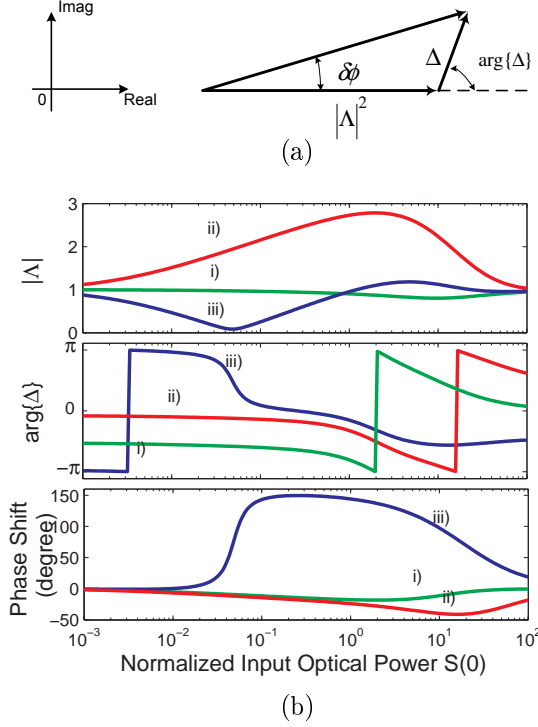 Imag
0
Real
δϕ
Δ
arg{Δ}
|Λ|²
(a)
|Λ|
3
2
1
0
ii)
i)
iii)
arg{Δ}
π
0
−π
iii)
ii)
i)
Phase Shift
(degree)
150
100
50
0
−50
iii)
i)
ii)
10⁻³
10⁻²
10⁻¹
10⁰
10¹
10²
Normalized Input Optical Power S(0)
(b)